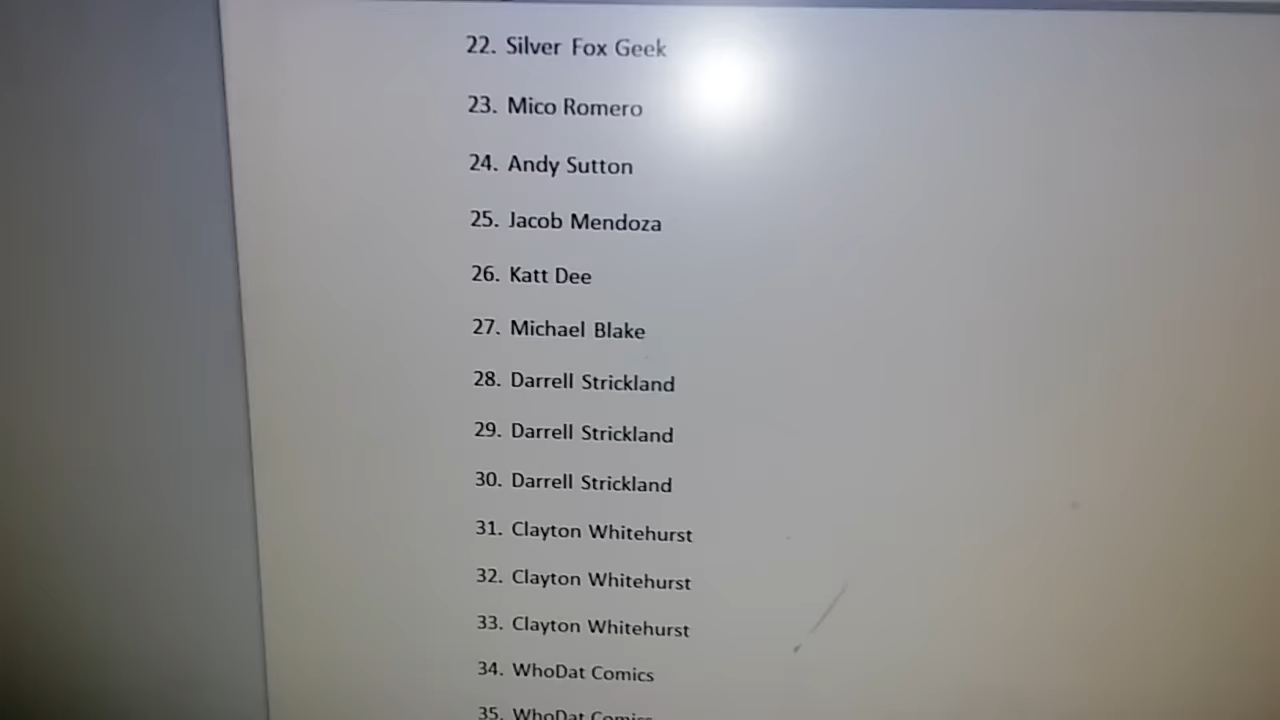 22. Silver Fox Geek
23. Mico Romero
24. Andy Sutton
25. Jacob Mendoza
26. Katt Dee
27. Michael Blake
28. Darrell Strickland
29. Darrell Strickland
30. Darrell Strickland
31. Clayton Whitehurst
32. Clayton Whitehurst
33. Clayton Whitehurst
34. WhoDat Comics
35. WhoDat Comics